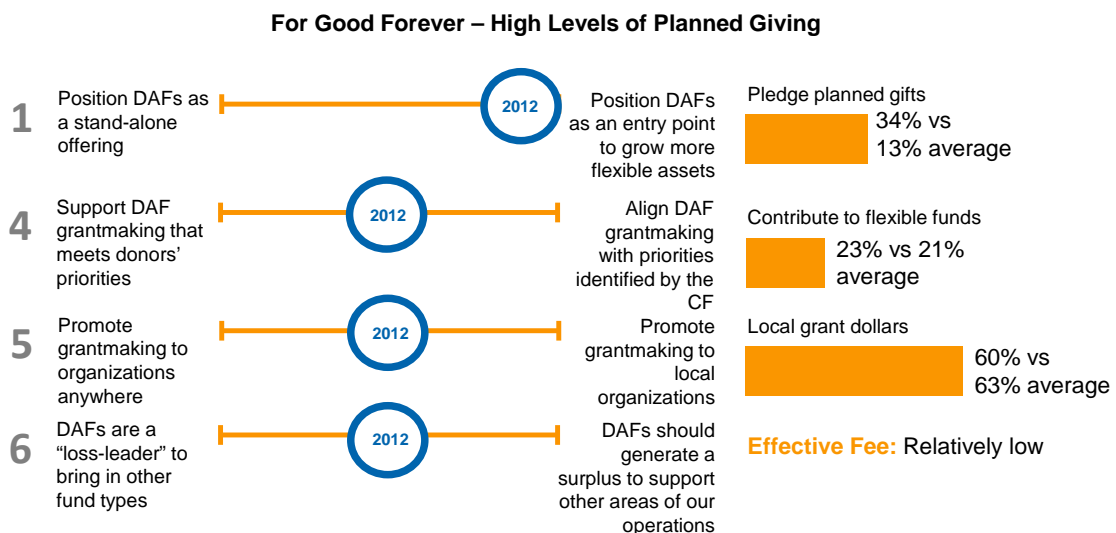 For Good Forever – High Levels of Planned Giving
1
Position DAFs as
a stand-alone
offering
2012
Position DAFs
as an entry point
to grow more
flexible assets
Pledge planned gifts
34% vs
13% average
4
Support DAF
grantmaking that
meets donors’
priorities
2012
Align DAF
grantmaking
with priorities
identified by the
CF
Contribute to flexible funds
23% vs 21%
average
5
Promote
grantmaking to
organizations
anywhere
2012
Promote
grantmaking to
local
organizations
Local grant dollars
60% vs
63% average
6
DAFs are a
“loss-leader” to
bring in other
fund types
2012
DAFs should
generate a
surplus to support
other areas of our
operations
Effective Fee: Relatively low